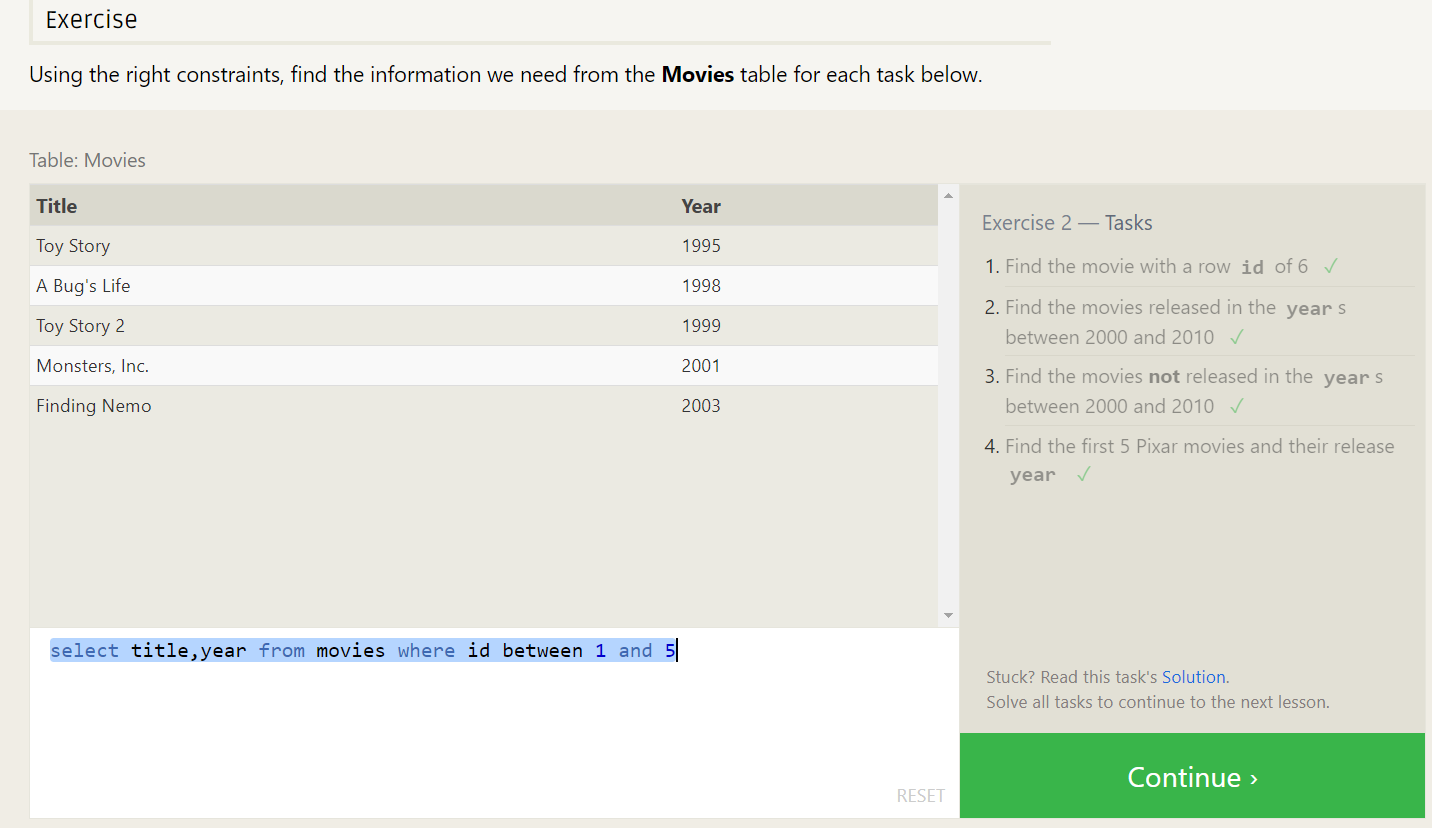 Exercise
Using the right constraints, find the information we need from the Movies table for each task below.
Table: Movies
Title Year
Toy Story 1995
A Bug's Life 1998
Toy Story 2 1999
Monsters, Inc. 2001
Finding Nemo 2003
select title,year from movies where id between 1 and 5
RESET
Exercise 2 — Tasks
1. Find the movie with a row id of 6 ✓
2. Find the movies released in the year s
between 2000 and 2010 ✓
3. Find the movies not released in the year s
between 2000 and 2010 ✓
4. Find the first 5 Pixar movies and their release
year ✓
Stuck? Read this task's Solution.
Solve all tasks to continue to the next lesson.
Continue ›